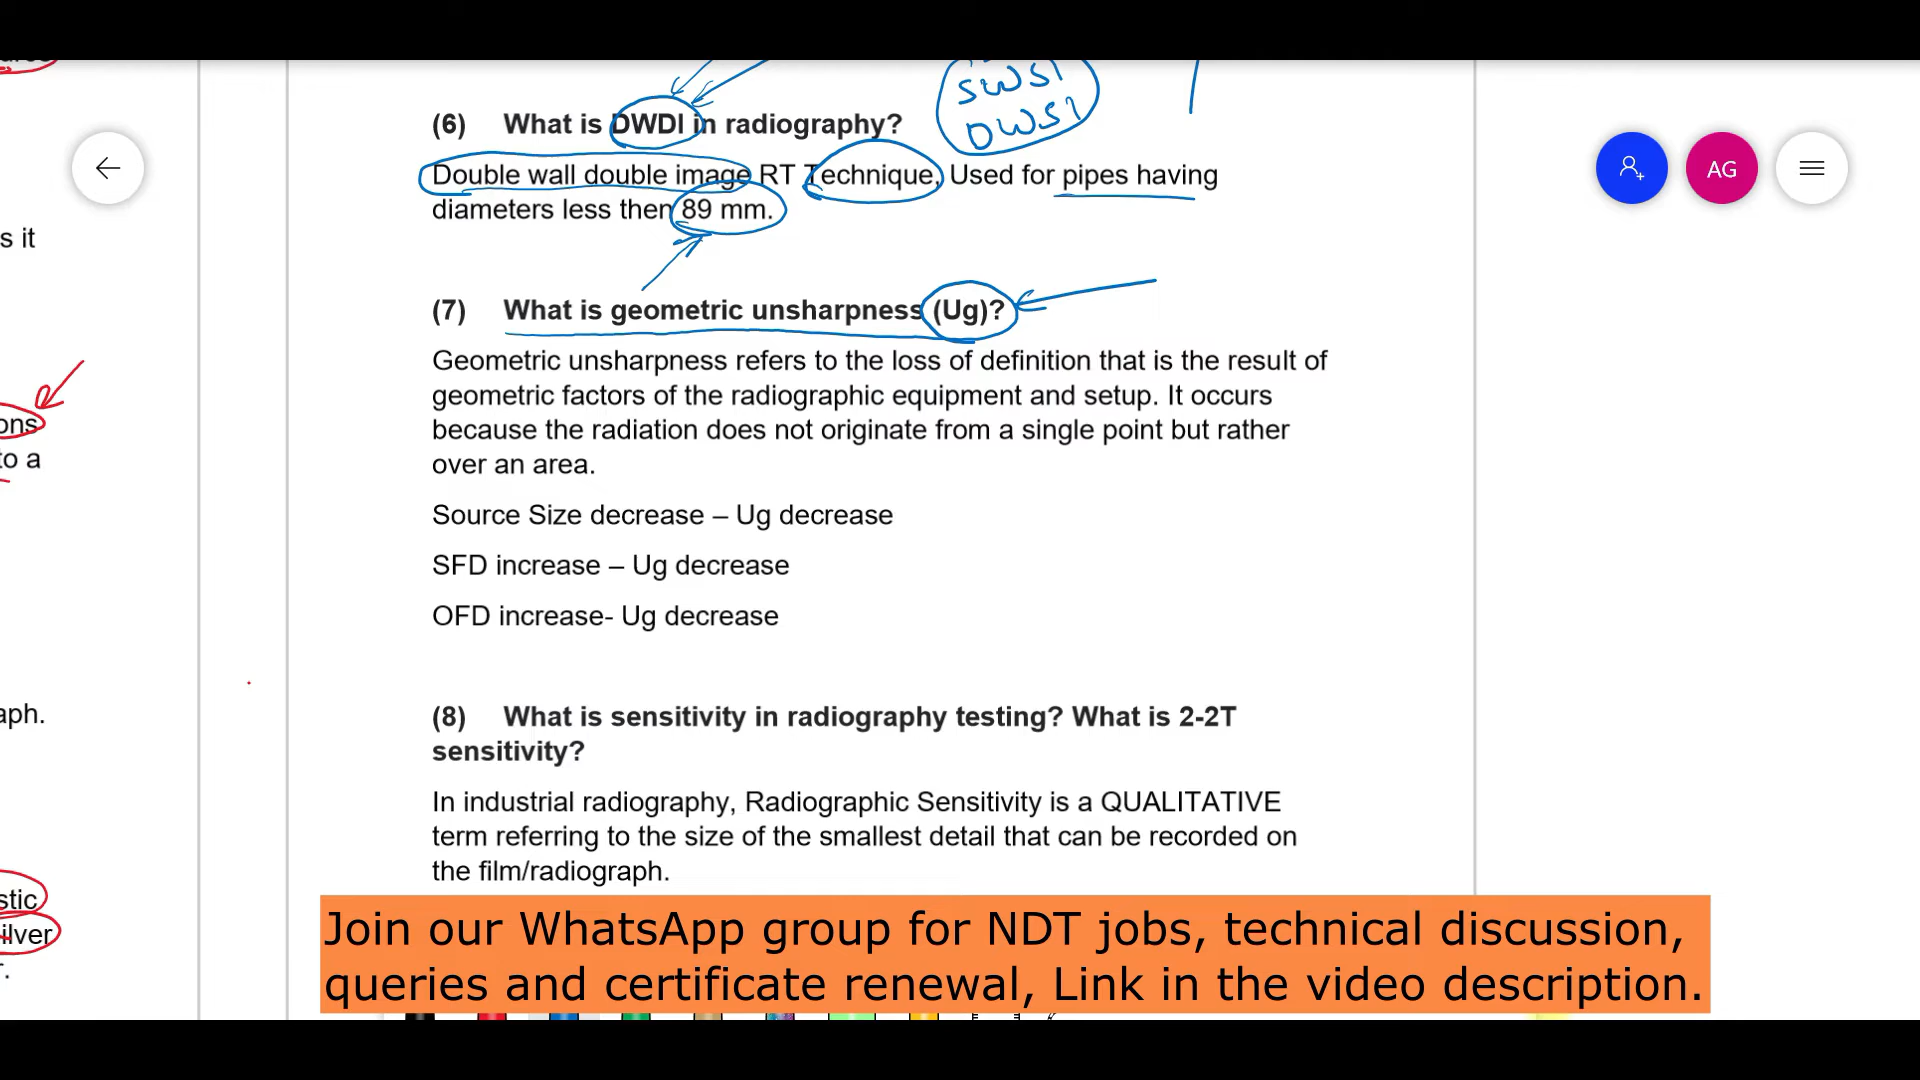 SWSI
DWSI
(6) What is DWDI in radiography?
Double wall double image RT Technique, Used for pipes having
diameters less then 89 mm.
s it
(7) What is geometric unsharpness (Ug)?
Geometric unsharpness refers to the loss of definition that is the result of
geometric factors of the radiographic equipment and setup. It occurs
because the radiation does not originate from a single point but rather
over an area.
ons
to a
Source Size decrease – Ug decrease
SFD increase – Ug decrease
OFD increase- Ug decrease
aph.
(8) What is sensitivity in radiography testing? What is 2-2T
sensitivity?
In industrial radiography, Radiographic Sensitivity is a QUALITATIVE
term referring to the size of the smallest detail that can be recorded on
the film/radiograph.
stic
ilver
AG
Join our WhatsApp group for NDT jobs, technical discussion,
queries and certificate renewal, Link in the video description.